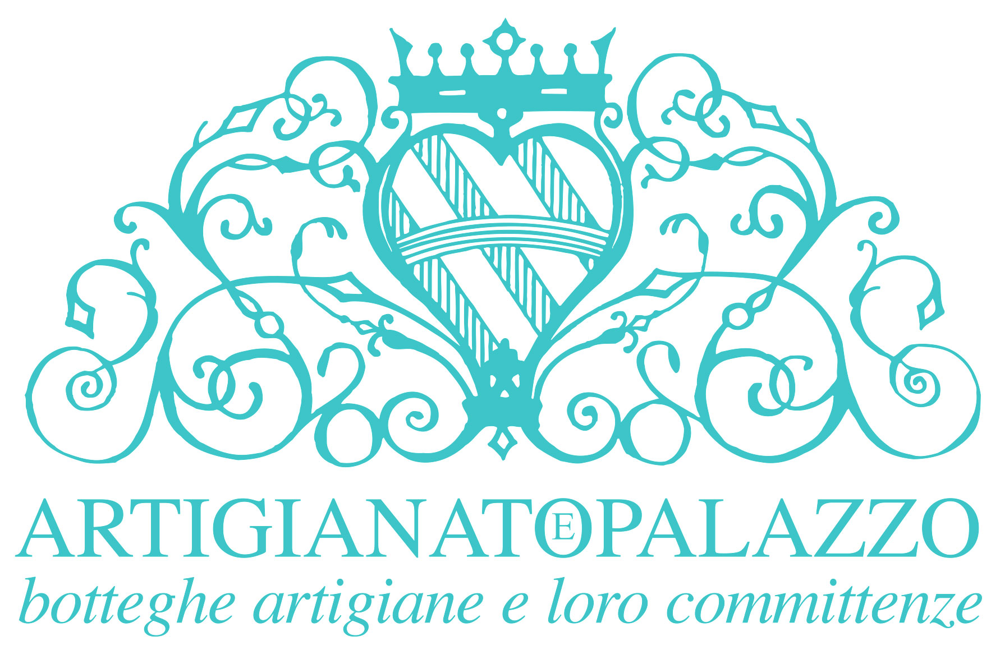 ARTIGIANATO E PALAZZO
botteghe artigiane e loro committenze